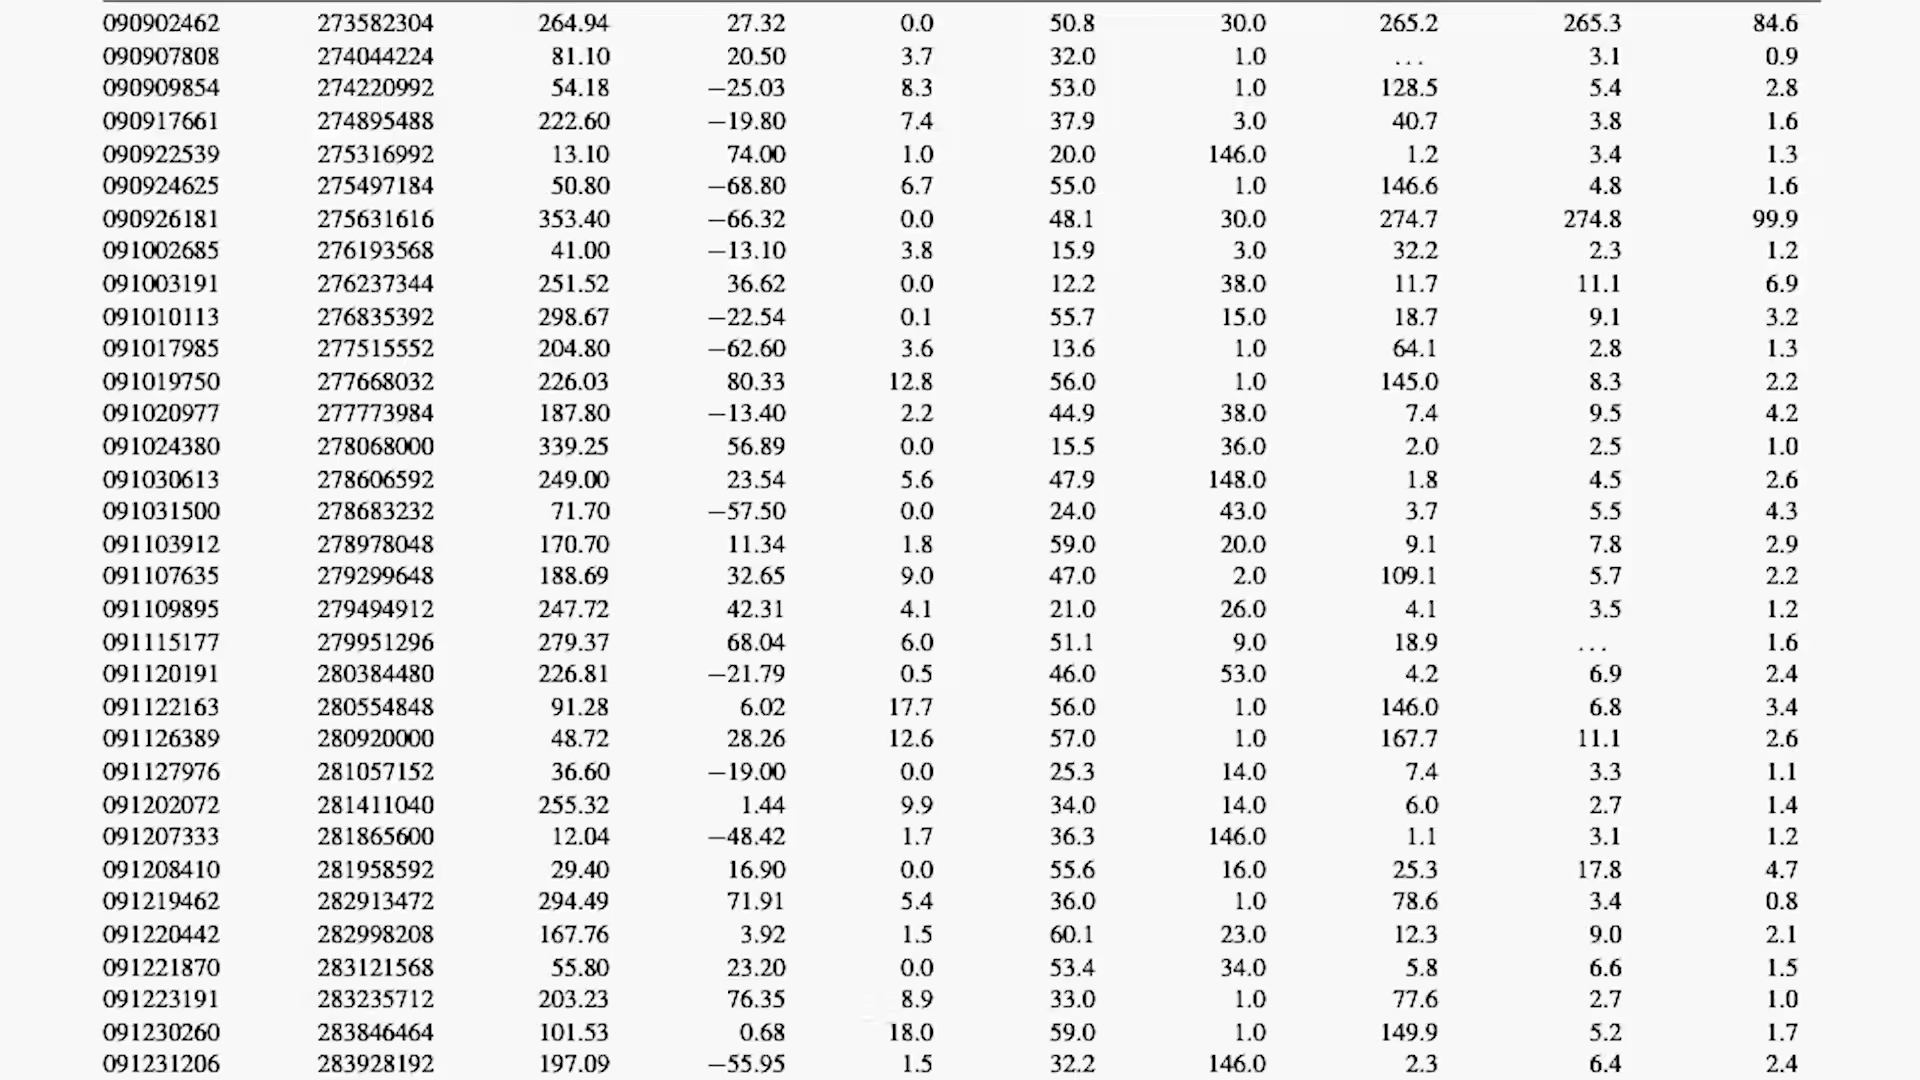 090902462 273582304 264.94 27.32 0.0 50.8 30.0 265.2 265.3 84.6
090907808 274044224 81.10 20.50 3.7 32.0 1.0 ... 3.1 0.9
090909854 274220992 54.18 −25.03 8.3 53.0 1.0 128.5 5.4 2.8
090917661 274895488 222.60 −19.80 7.4 37.9 3.0 40.7 3.8 1.6
090922539 275316992 13.10 74.00 1.0 20.0 146.0 1.2 3.4 1.3
090924625 275497184 50.80 −68.80 6.7 55.0 1.0 146.6 4.8 1.6
090926181 275631616 353.40 −66.32 0.0 48.1 30.0 274.7 274.8 99.9
091002685 276193568 41.00 −13.10 3.8 15.9 3.0 32.2 2.3 1.2
091003191 276237344 251.52 36.62 0.0 12.2 38.0 11.7 11.1 6.9
091010113 276835392 298.67 −22.54 0.1 55.7 15.0 18.7 9.1 3.2
091017985 277515552 204.80 −62.60 3.6 13.6 1.0 64.1 2.8 1.3
091019750 277668032 226.03 80.33 12.8 56.0 1.0 145.0 8.3 2.2
091020977 277773984 187.80 −13.40 2.2 44.9 38.0 7.4 9.5 4.2
091024380 278068000 339.25 56.89 0.0 15.5 36.0 2.0 2.5 1.0
091030613 278606592 249.00 23.54 5.6 47.9 148.0 1.8 4.5 2.6
091031500 278683232 71.70 −57.50 0.0 24.0 43.0 3.7 5.5 4.3
091103912 278978048 170.70 11.34 1.8 59.0 20.0 9.1 7.8 2.9
091107635 279299648 188.69 32.65 9.0 47.0 2.0 109.1 5.7 2.2
091109895 279494912 247.72 42.31 4.1 21.0 26.0 4.1 3.5 1.2
091115177 279951296 279.37 68.04 6.0 51.1 9.0 18.9 ... 1.6
091120191 280384480 226.81 −21.79 0.5 46.0 53.0 4.2 6.9 2.4
091122163 280554848 91.28 6.02 17.7 56.0 1.0 146.0 6.8 3.4
091126389 280920000 48.72 28.26 12.6 57.0 1.0 167.7 11.1 2.6
091127976 281057152 36.60 −19.00 0.0 25.3 14.0 7.4 3.3 1.1
091202072 281411040 255.32 1.44 9.9 34.0 14.0 6.0 2.7 1.4
091207333 281865600 12.04 −48.42 1.7 36.3 146.0 1.1 3.1 1.2
091208410 281958592 29.40 16.90 0.0 55.6 16.0 25.3 17.8 4.7
091219462 282913472 294.49 71.91 5.4 36.0 1.0 78.6 3.4 0.8
091220442 282998208 167.76 3.92 1.5 60.1 23.0 12.3 9.0 2.1
091221870 283121568 55.80 23.20 0.0 53.4 34.0 5.8 6.6 1.5
091223191 283235712 203.23 76.35 8.9 33.0 1.0 77.6 2.7 1.0
091230260 283846464 101.53 0.68 18.0 59.0 1.0 149.9 5.2 1.7
091231206 283928192 197.09 −55.95 1.5 32.2 146.0 2.3 6.4 2.4